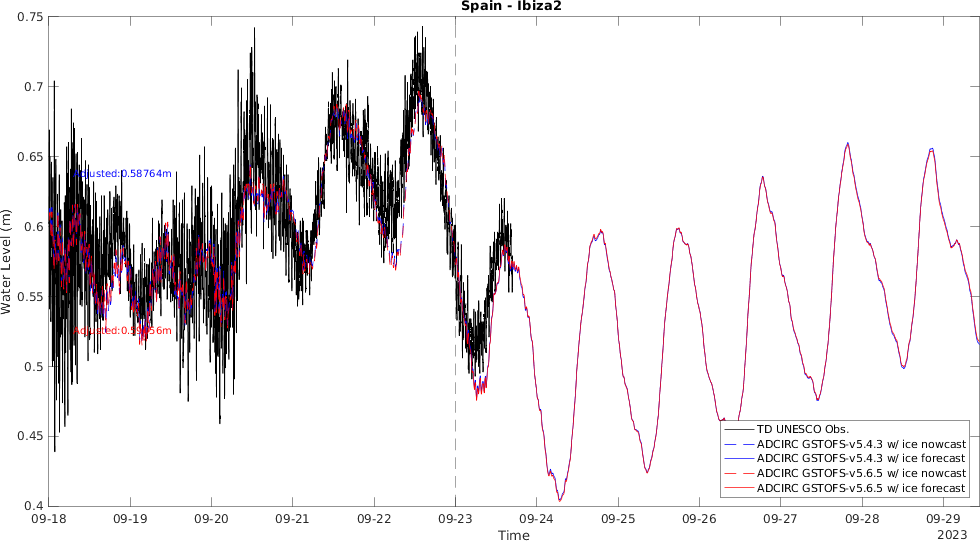 Spain - Ibiza2
0.75
0.7
0.65
0.6
0.55
0.5
0.45
0.4
Water Level (m)
Adjusted:0.58764m
TD UNESCO Obs.
ADCIRC GSTOFS-v5.4.3 w/ ice nowcast
ADCIRC GSTOFS-v5.4.3 w/ ice forecast
ADCIRC GSTOFS-v5.6.5 w/ ice nowcast
ADCIRC GSTOFS-v5.6.5 w/ ice forecast
09-18 09-19 09-20 09-21 09-22 09-23 09-24 09-25 09-26 09-27 09-28 09-29
Time
2023